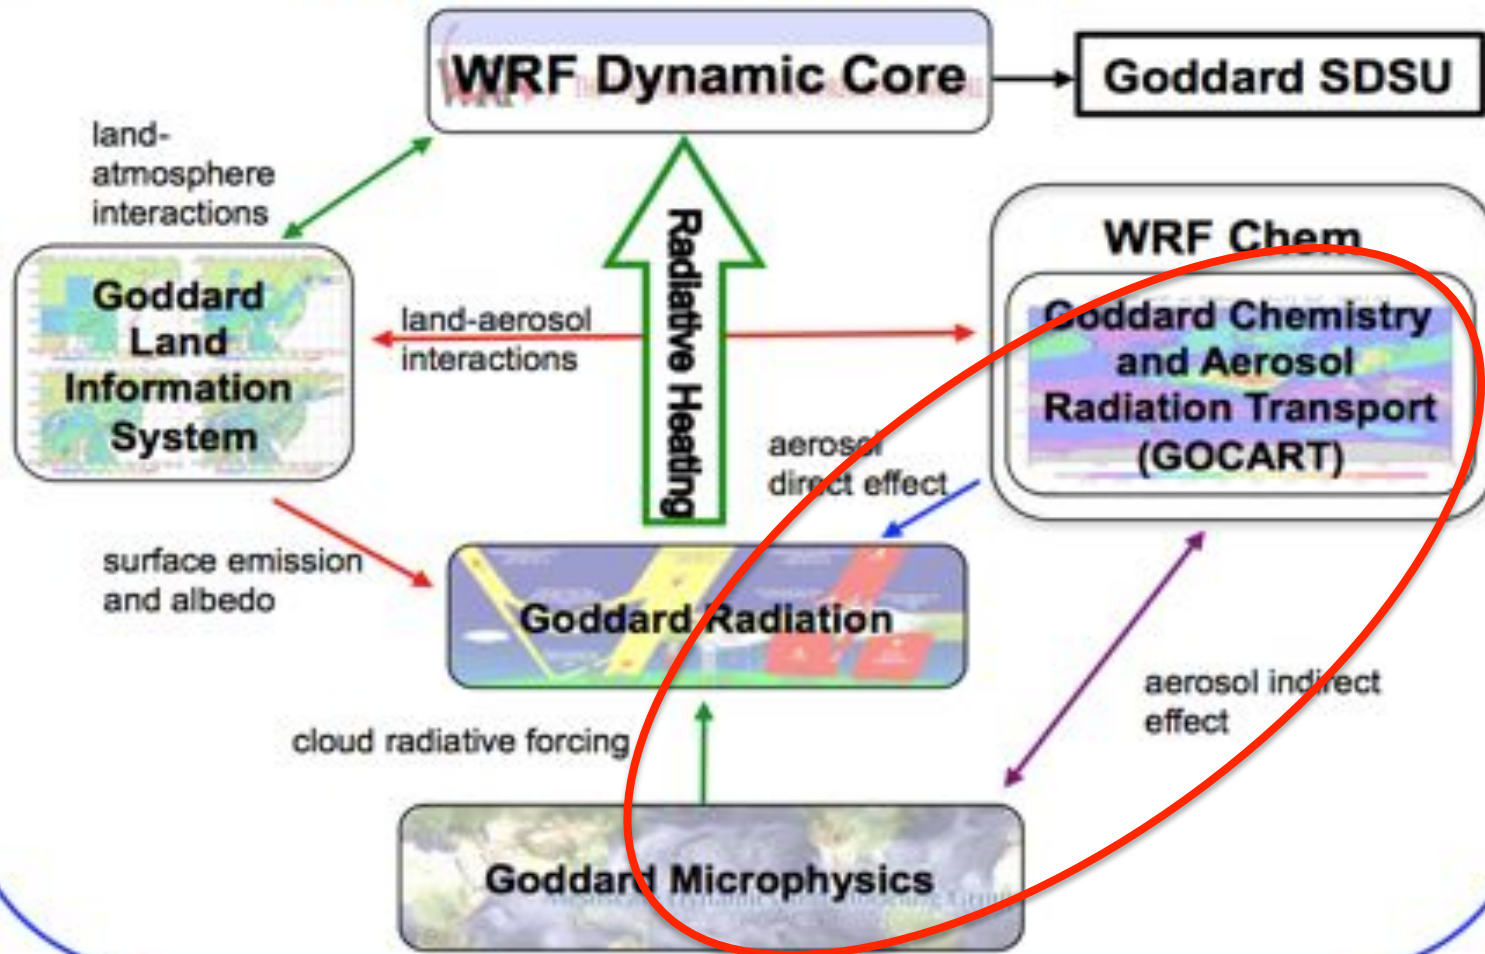 WRF Dynamic Core
Goddard SDSU
land-
atmosphere
interactions
WRF Chem
Goddard
Land
Information
System
land-aerosol
interactions
Radiative Heating
Goddard Chemistry
and Aerosol
Radiation Transport
(GOCART)
aerosol
direct effect
surface emission
and albedo
Goddard Radiation
aerosol indirect
effect
cloud radiative forcing
Goddard Microphysics